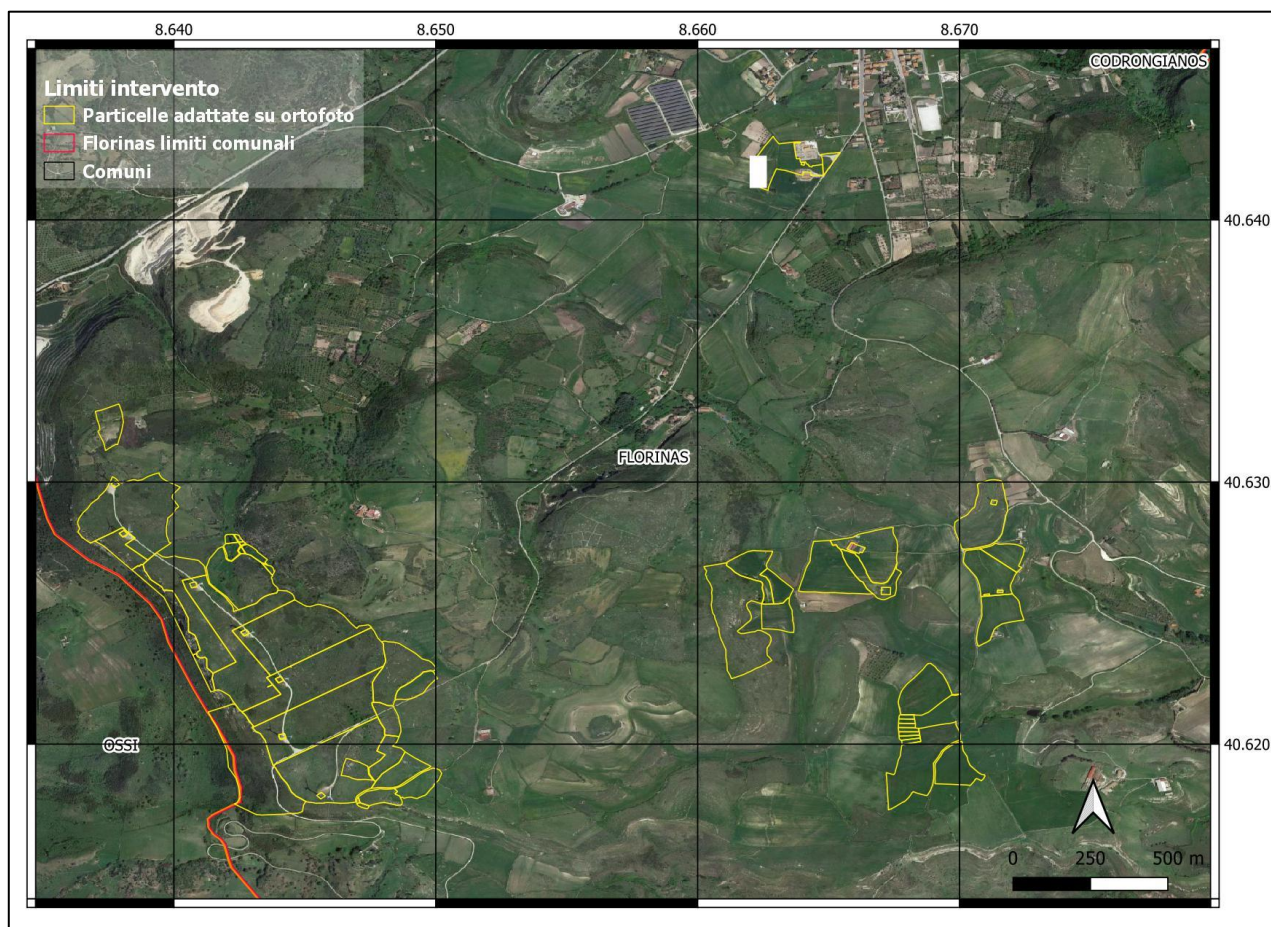 8.640 8.650 8.660 8.670
CODRONGIANOS
Limiti intervento
Particelle adattate su ortofoto
Florinas limiti comunali
Comuni
40.640
FLORINAS
40.630
OSSI
40.620
0 250 500 m